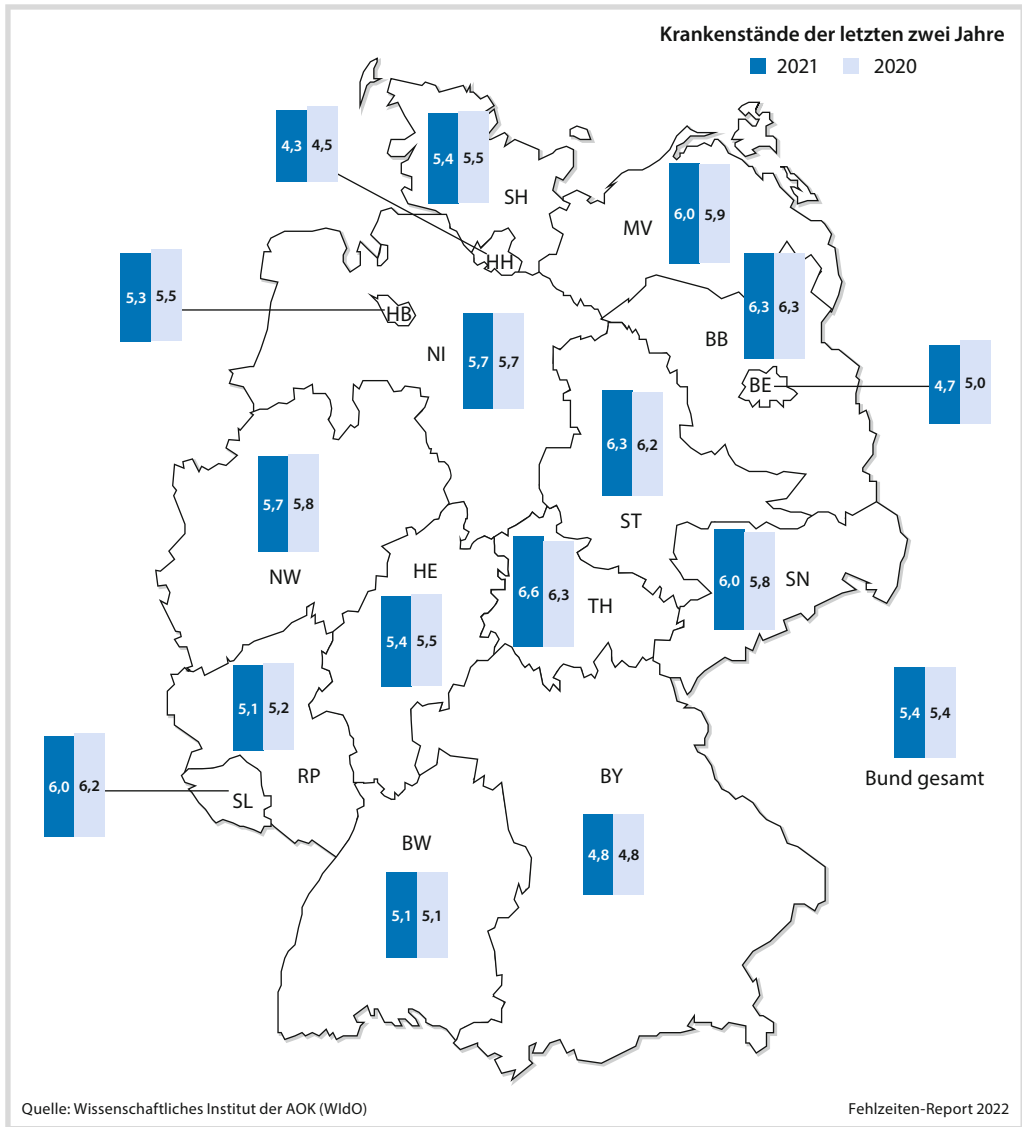 Krankenstände der letzten zwei Jahre
2021 2020
4,3 4,5
5,4 5,5
SH
6,0 5,9
MV
HH
5,3 5,5
HB
6,3 6,3
BB
NI
5,7 5,7
BE
4,7 5,0
6,3 6,2
ST
5,7 5,8
NW
HE
5,4 5,5
6,6 6,3
TH
6,0 5,8
SN
5,1 5,2
RP
5,4 5,4
Bund gesamt
6,0 6,2
SL
BY
4,8 4,8
BW
5,1 5,1
Quelle: Wissenschaftliches Institut der AOK (WIdO)
Fehlzeiten-Report 2022